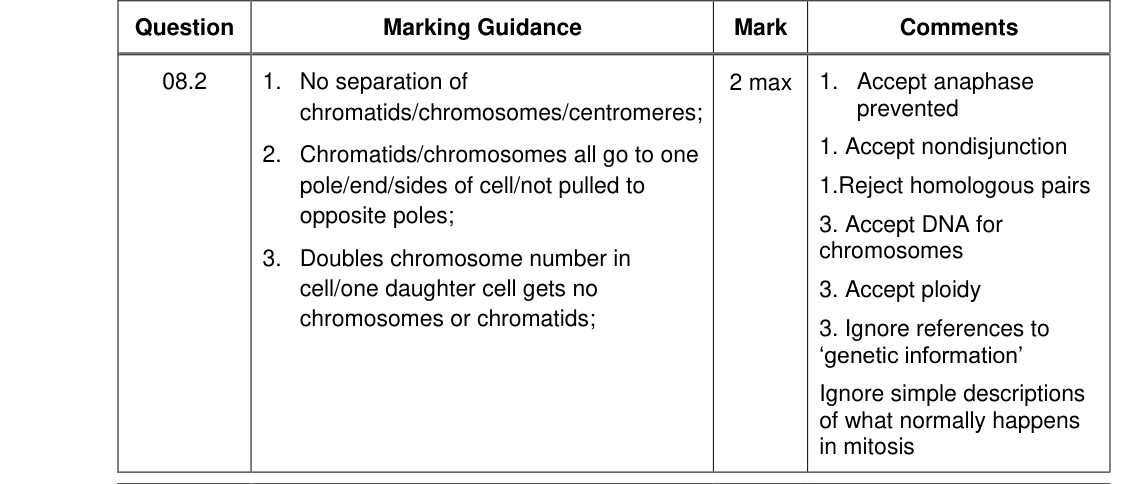 Question Marking Guidance Mark Comments
08.2
1. No separation of
chromatids/chromosomes/centromeres;
2. Chromatids/chromosomes all go to one
pole/end/sides of cell/not pulled to
opposite poles;
3. Doubles chromosome number in
cell/one daughter cell gets no
chromosomes or chromatids;
2 max
1. Accept anaphase
prevented
1. Accept nondisjunction
1.Reject homologous pairs
3. Accept DNA for
chromosomes
3. Accept ploidy
3. Ignore references to
‘genetic information’
Ignore simple descriptions
of what normally happens
in mitosis